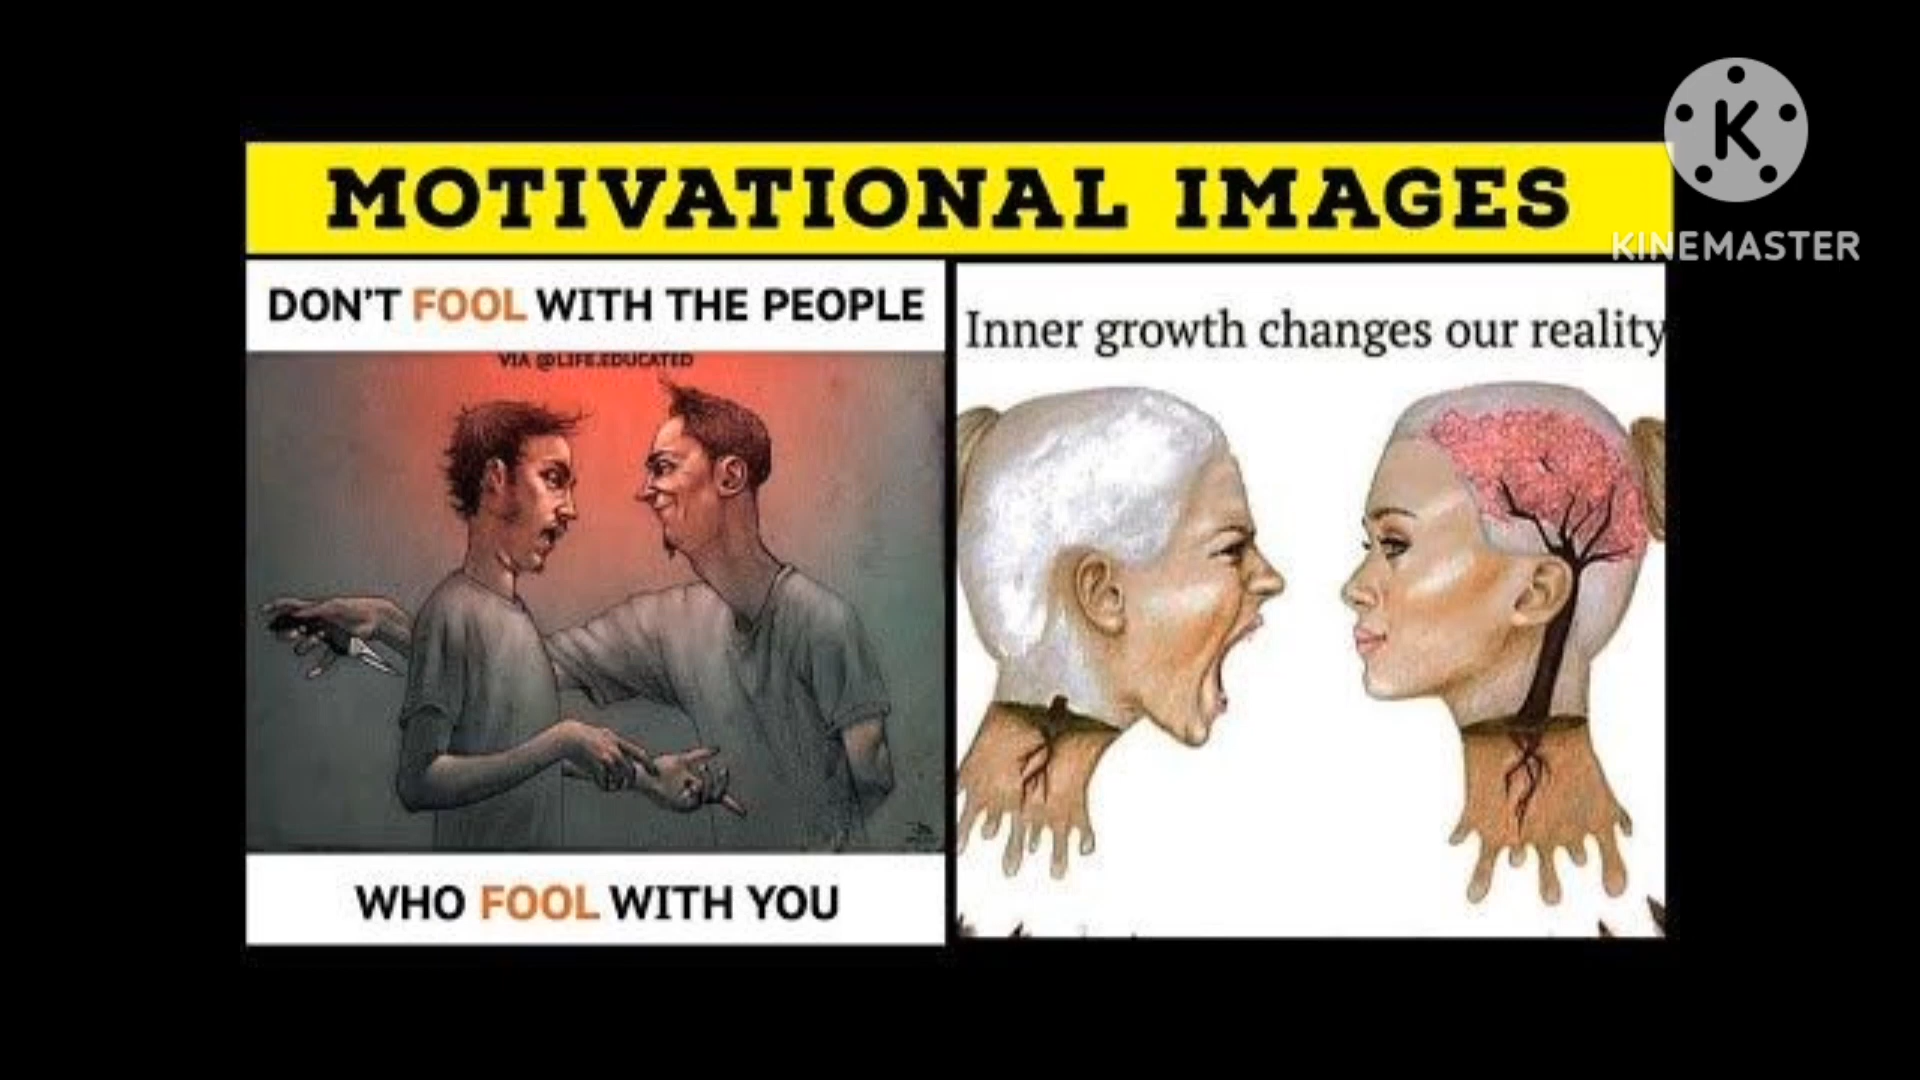 MOTIVATIONAL IMAGES
K
KINEMASTER
DON'T FOOL WITH THE PEOPLE
VIA @LIFE.EDUCATED
WHO FOOL WITH YOU
Inner growth changes our reality